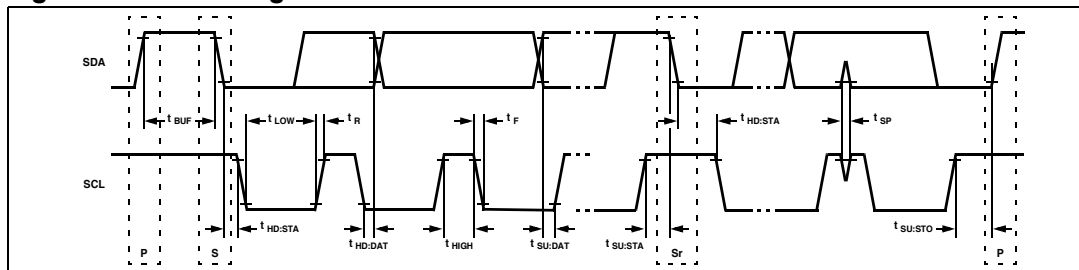 SDA
t BUF
t LOW
t R
t F
t HD:STA
t SP
SCL
t HD:STA
t HD:DAT
t HIGH
t SU:DAT
t SU:STA
t SU:STO
P
S
Sr
P